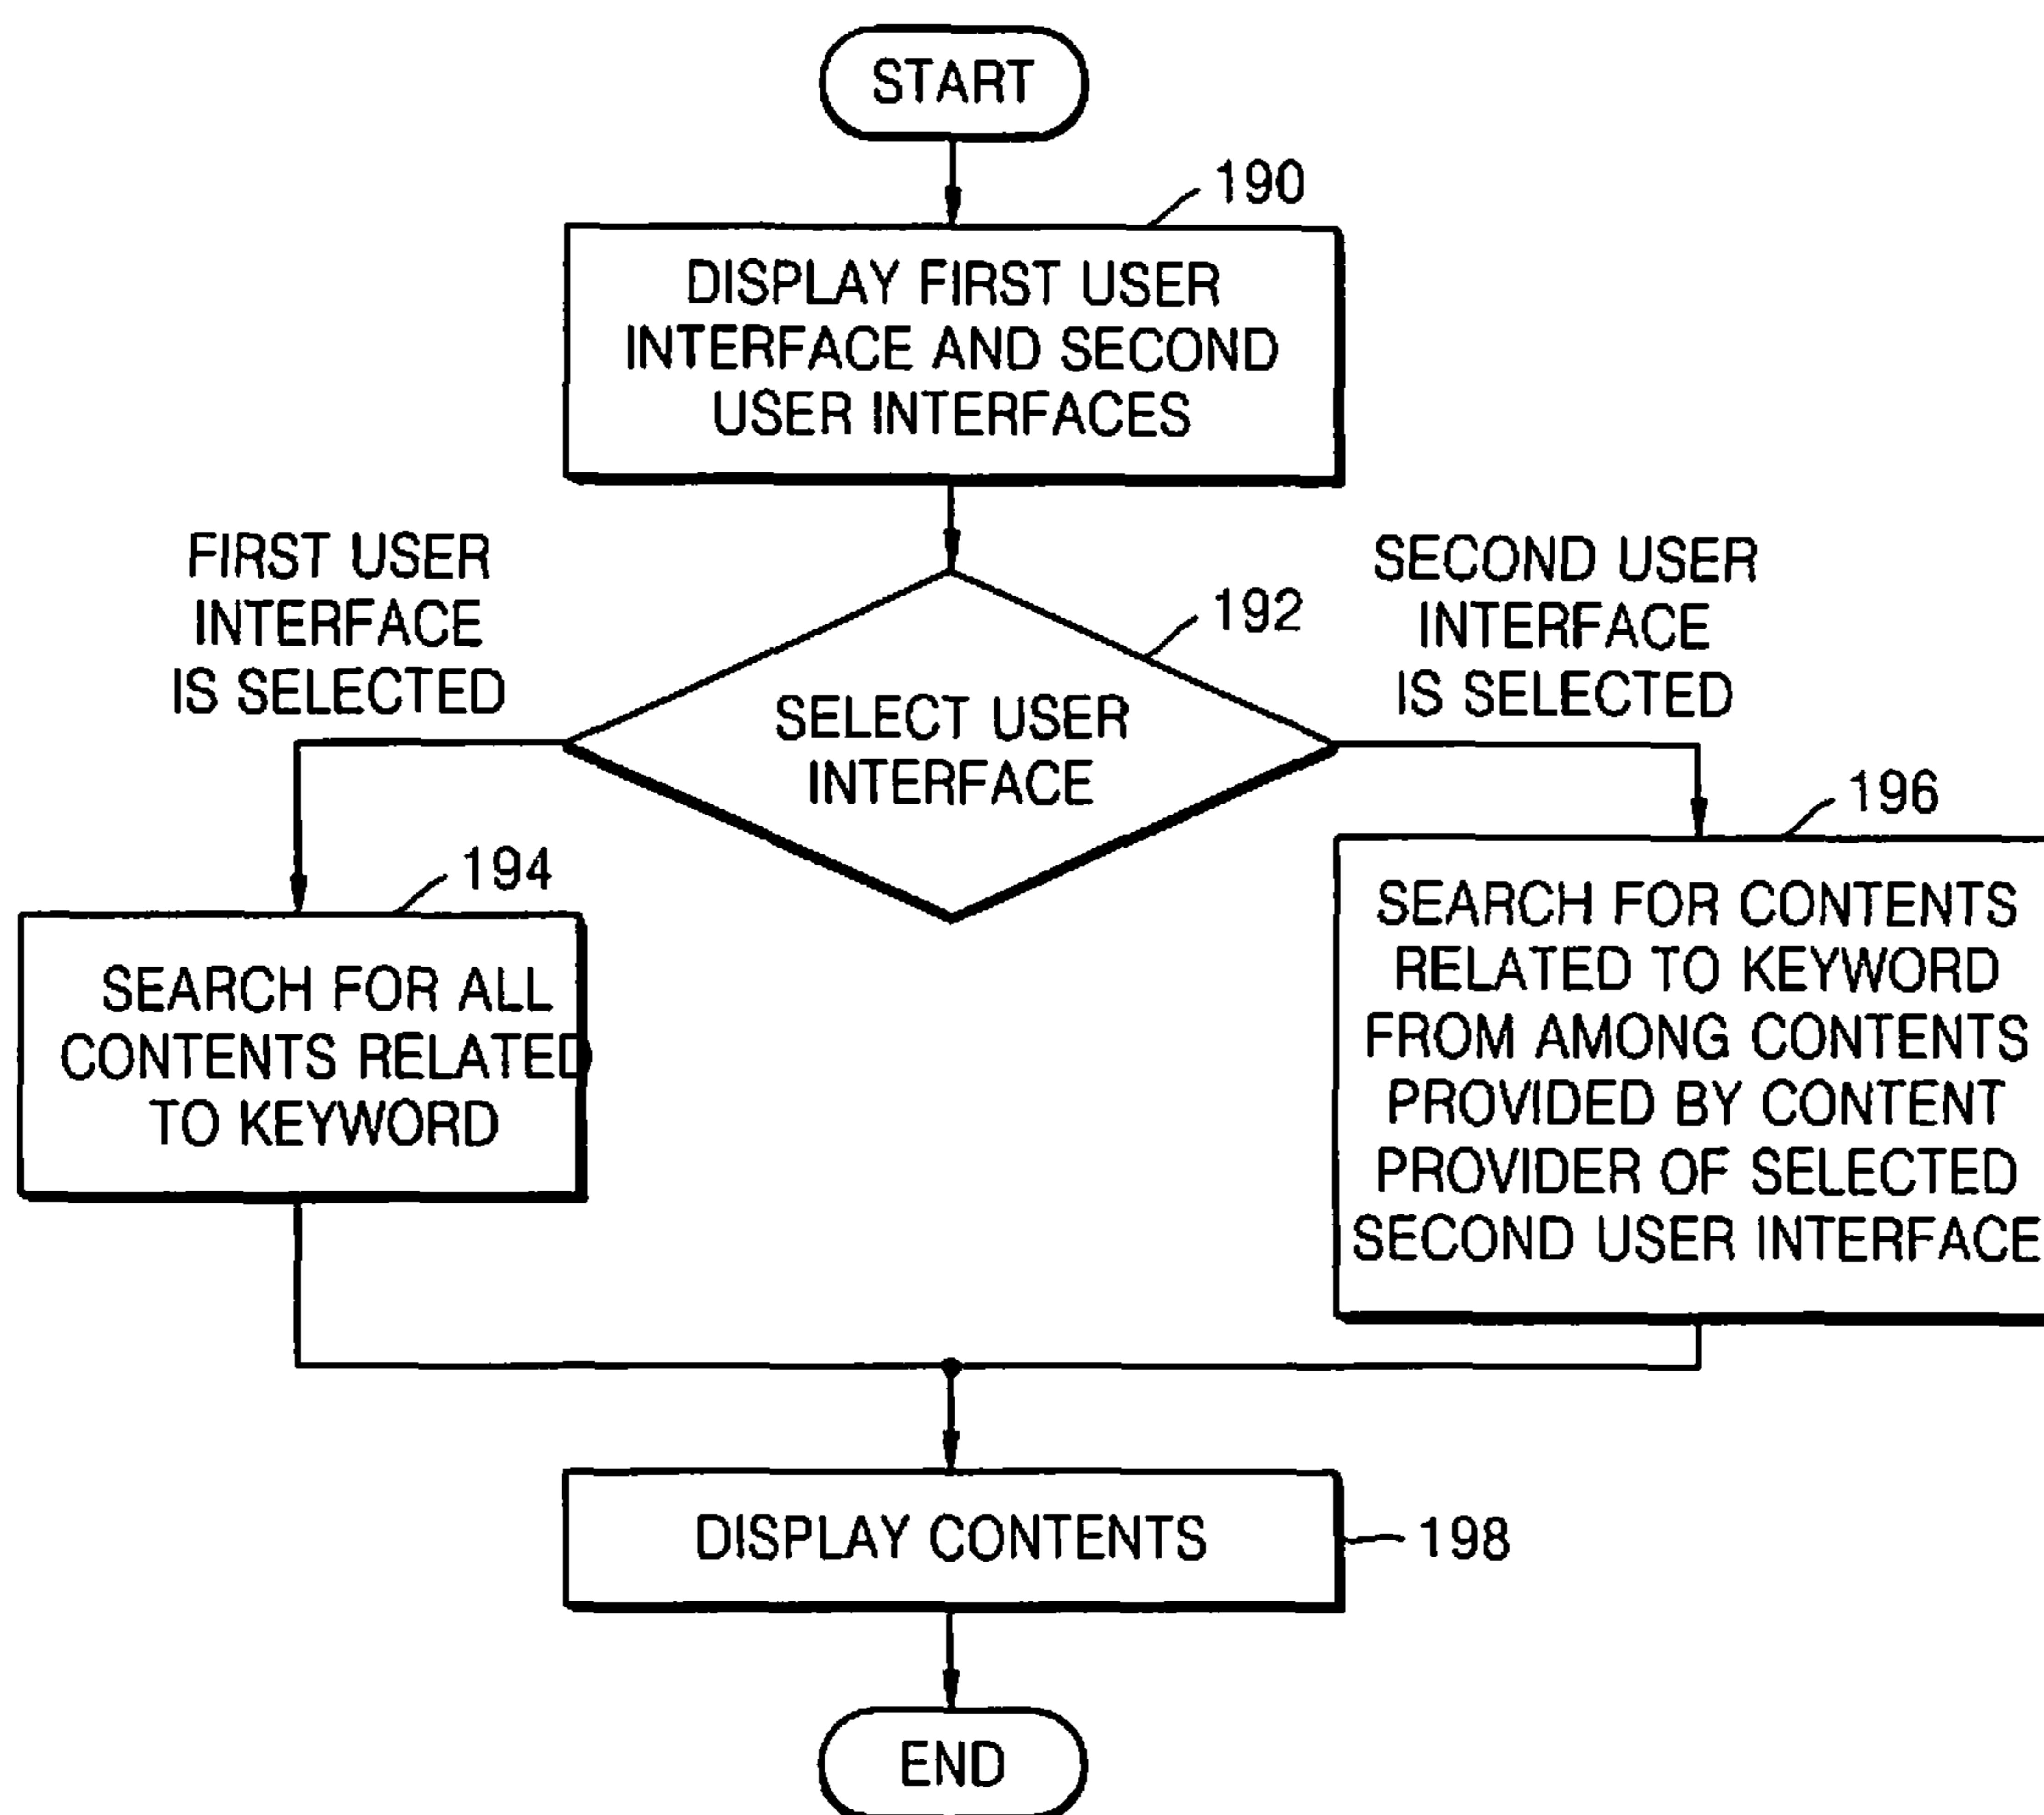 START
190
DISPLAY FIRST USER
INTERFACE AND SECOND
USER INTERFACES
FIRST USER
INTERFACE
IS SELECTED
SECOND USER
INTERFACE
IS SELECTED
192
SELECT USER
INTERFACE
194
SEARCH FOR ALL
CONTENTS RELATED
TO KEYWORD
196
SEARCH FOR CONTENTS
RELATED TO KEYWORD
FROM AMONG CONTENTS
PROVIDED BY CONTENT
PROVIDER OF SELECTED
SECOND USER INTERFACE
DISPLAY CONTENTS
198
END